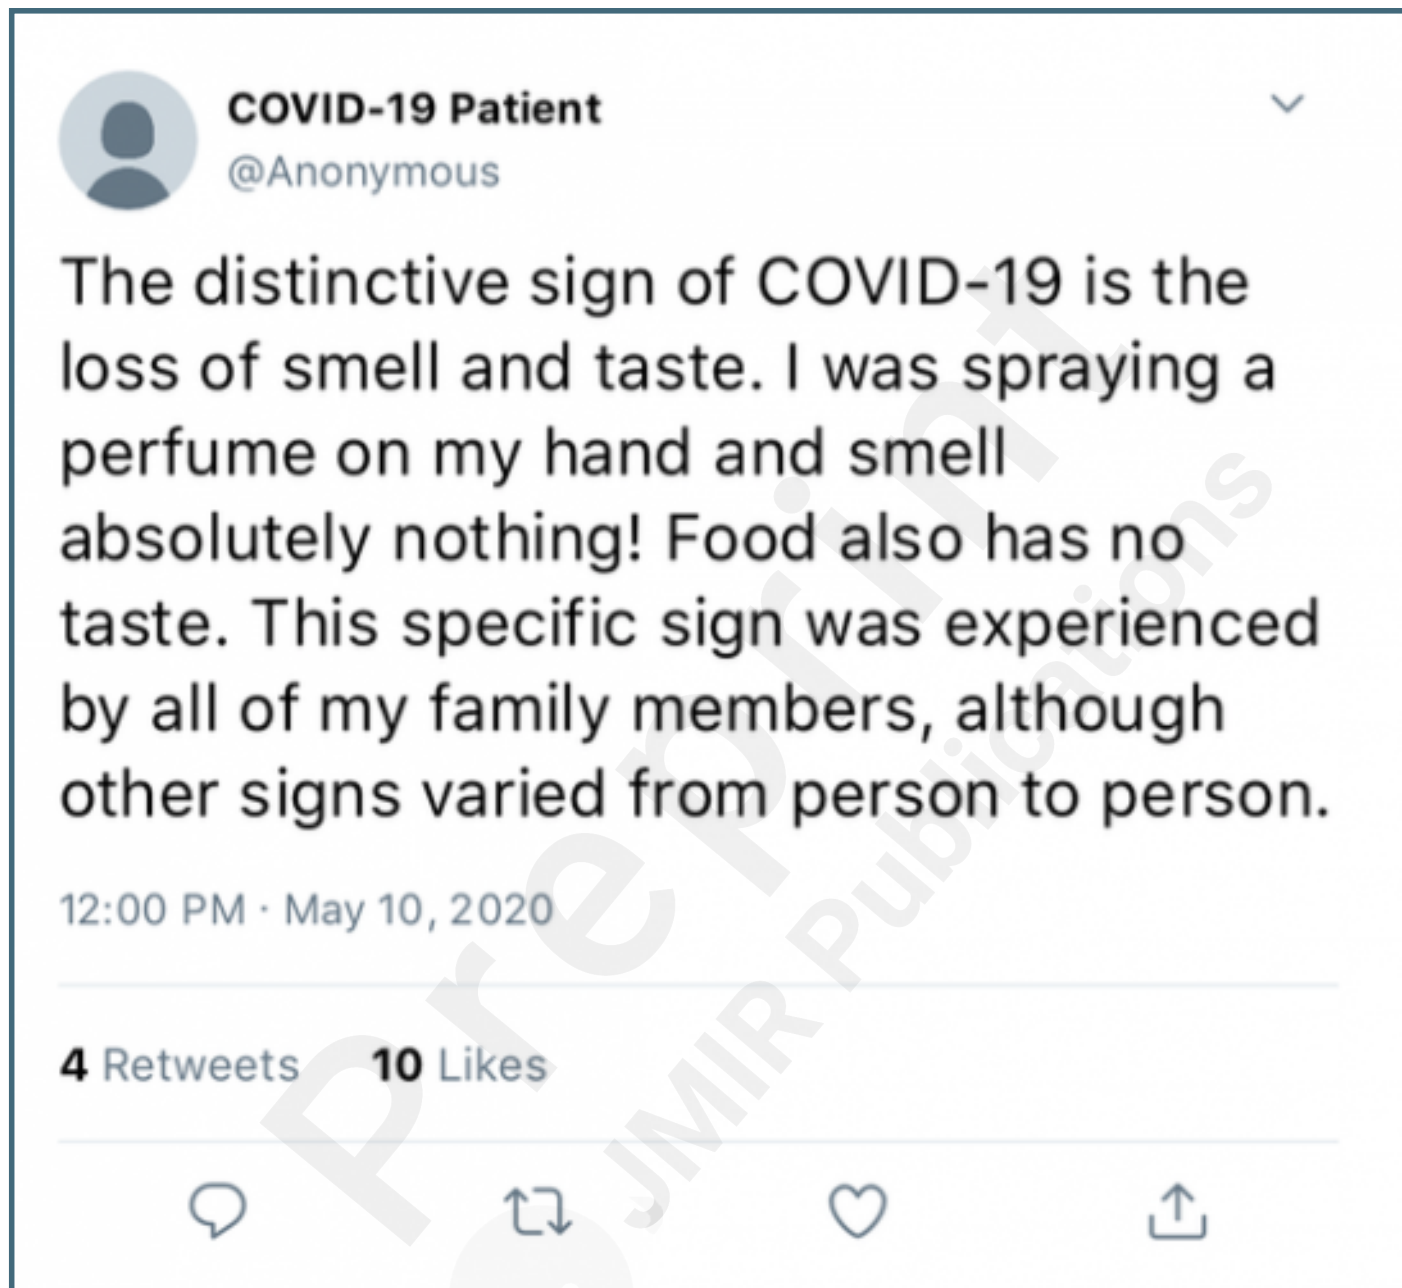 COVID-19 Patient
@Anonymous
The distinctive sign of COVID-19 is the
loss of smell and taste. I was spraying a
perfume on my hand and smell
absolutely nothing! Food also has no
taste. This specific sign was experienced
by all of my family members, although
other signs varied from person to person.
12:00 PM · May 10, 2020
4 Retweets 10 Likes
Preprint
JMIR Publications